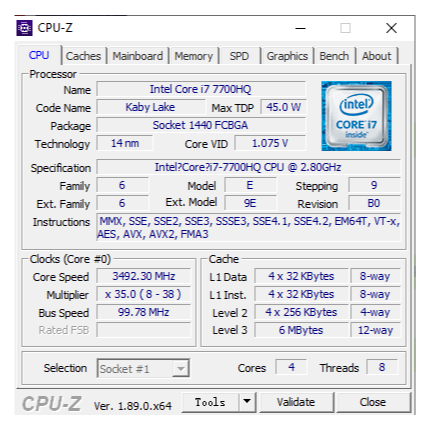 CPU-Z
CPU Caches Mainboard Memory SPD Graphics Bench About
Processor
Name Intel Core i7 7700HQ
Code Name Kaby Lake Max TDP 45.0 W
Package Socket 1440 FCBGA
Technology 14 nm Core VID 1.075 V
intel
CORE i7
inside
Specification Intel?Core?i7-7700HQ CPU @ 2.80GHz
Family 6 Model E Stepping 9
Ext. Family 6 Ext. Model 9E Revision B0
Instructions MMX, SSE, SSE2, SSE3, SSSE3, SSE4.1, SSE4.2, EM64T, VT-x,
AES, AVX, AVX2, FMA3
Clocks (Core #0)
Core Speed 3492.30 MHz
Multiplier x 35.0 ( 8 - 38 )
Bus Speed 99.78 MHz
Rated FSB
Cache
L1 Data 4 x 32 KBytes 8-way
L1 Inst. 4 x 32 KBytes 8-way
Level 2 4 x 256 KBytes 4-way
Level 3 6 MBytes 12-way
Selection Socket #1 Cores 4 Threads 8
CPU-Z Ver. 1.89.0.x64 Tools Validate Close